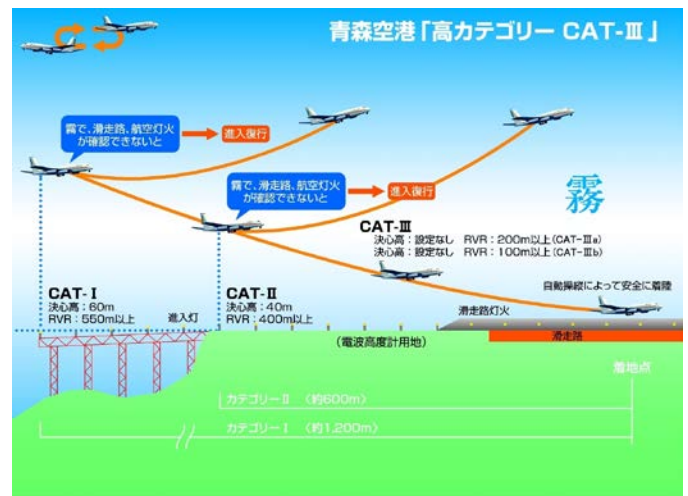 青森空港「高カテゴリー CAT-Ⅲ」
霧で、滑走路、航空灯火
が確認できないと
進入復行
霧で、滑走路、航空灯火
が確認できないと
進入復行
霧
CAT-Ⅲ
決心高：設定なし RVR：200m以上(CAT-Ⅲa)
決心高：設定なし RVR：100m以上(CAT-Ⅲb)
CAT-Ⅰ
決心高：60m
RVR：550m以上
進入灯
CAT-Ⅱ
決心高：40m
RVR：400m以上
自動操縦によって安全に着陸
滑走路灯火
(電波高度計用地)
滑走路
着地点
カテゴリーⅡ (約600m)
カテゴリーⅠ (約1,200m)